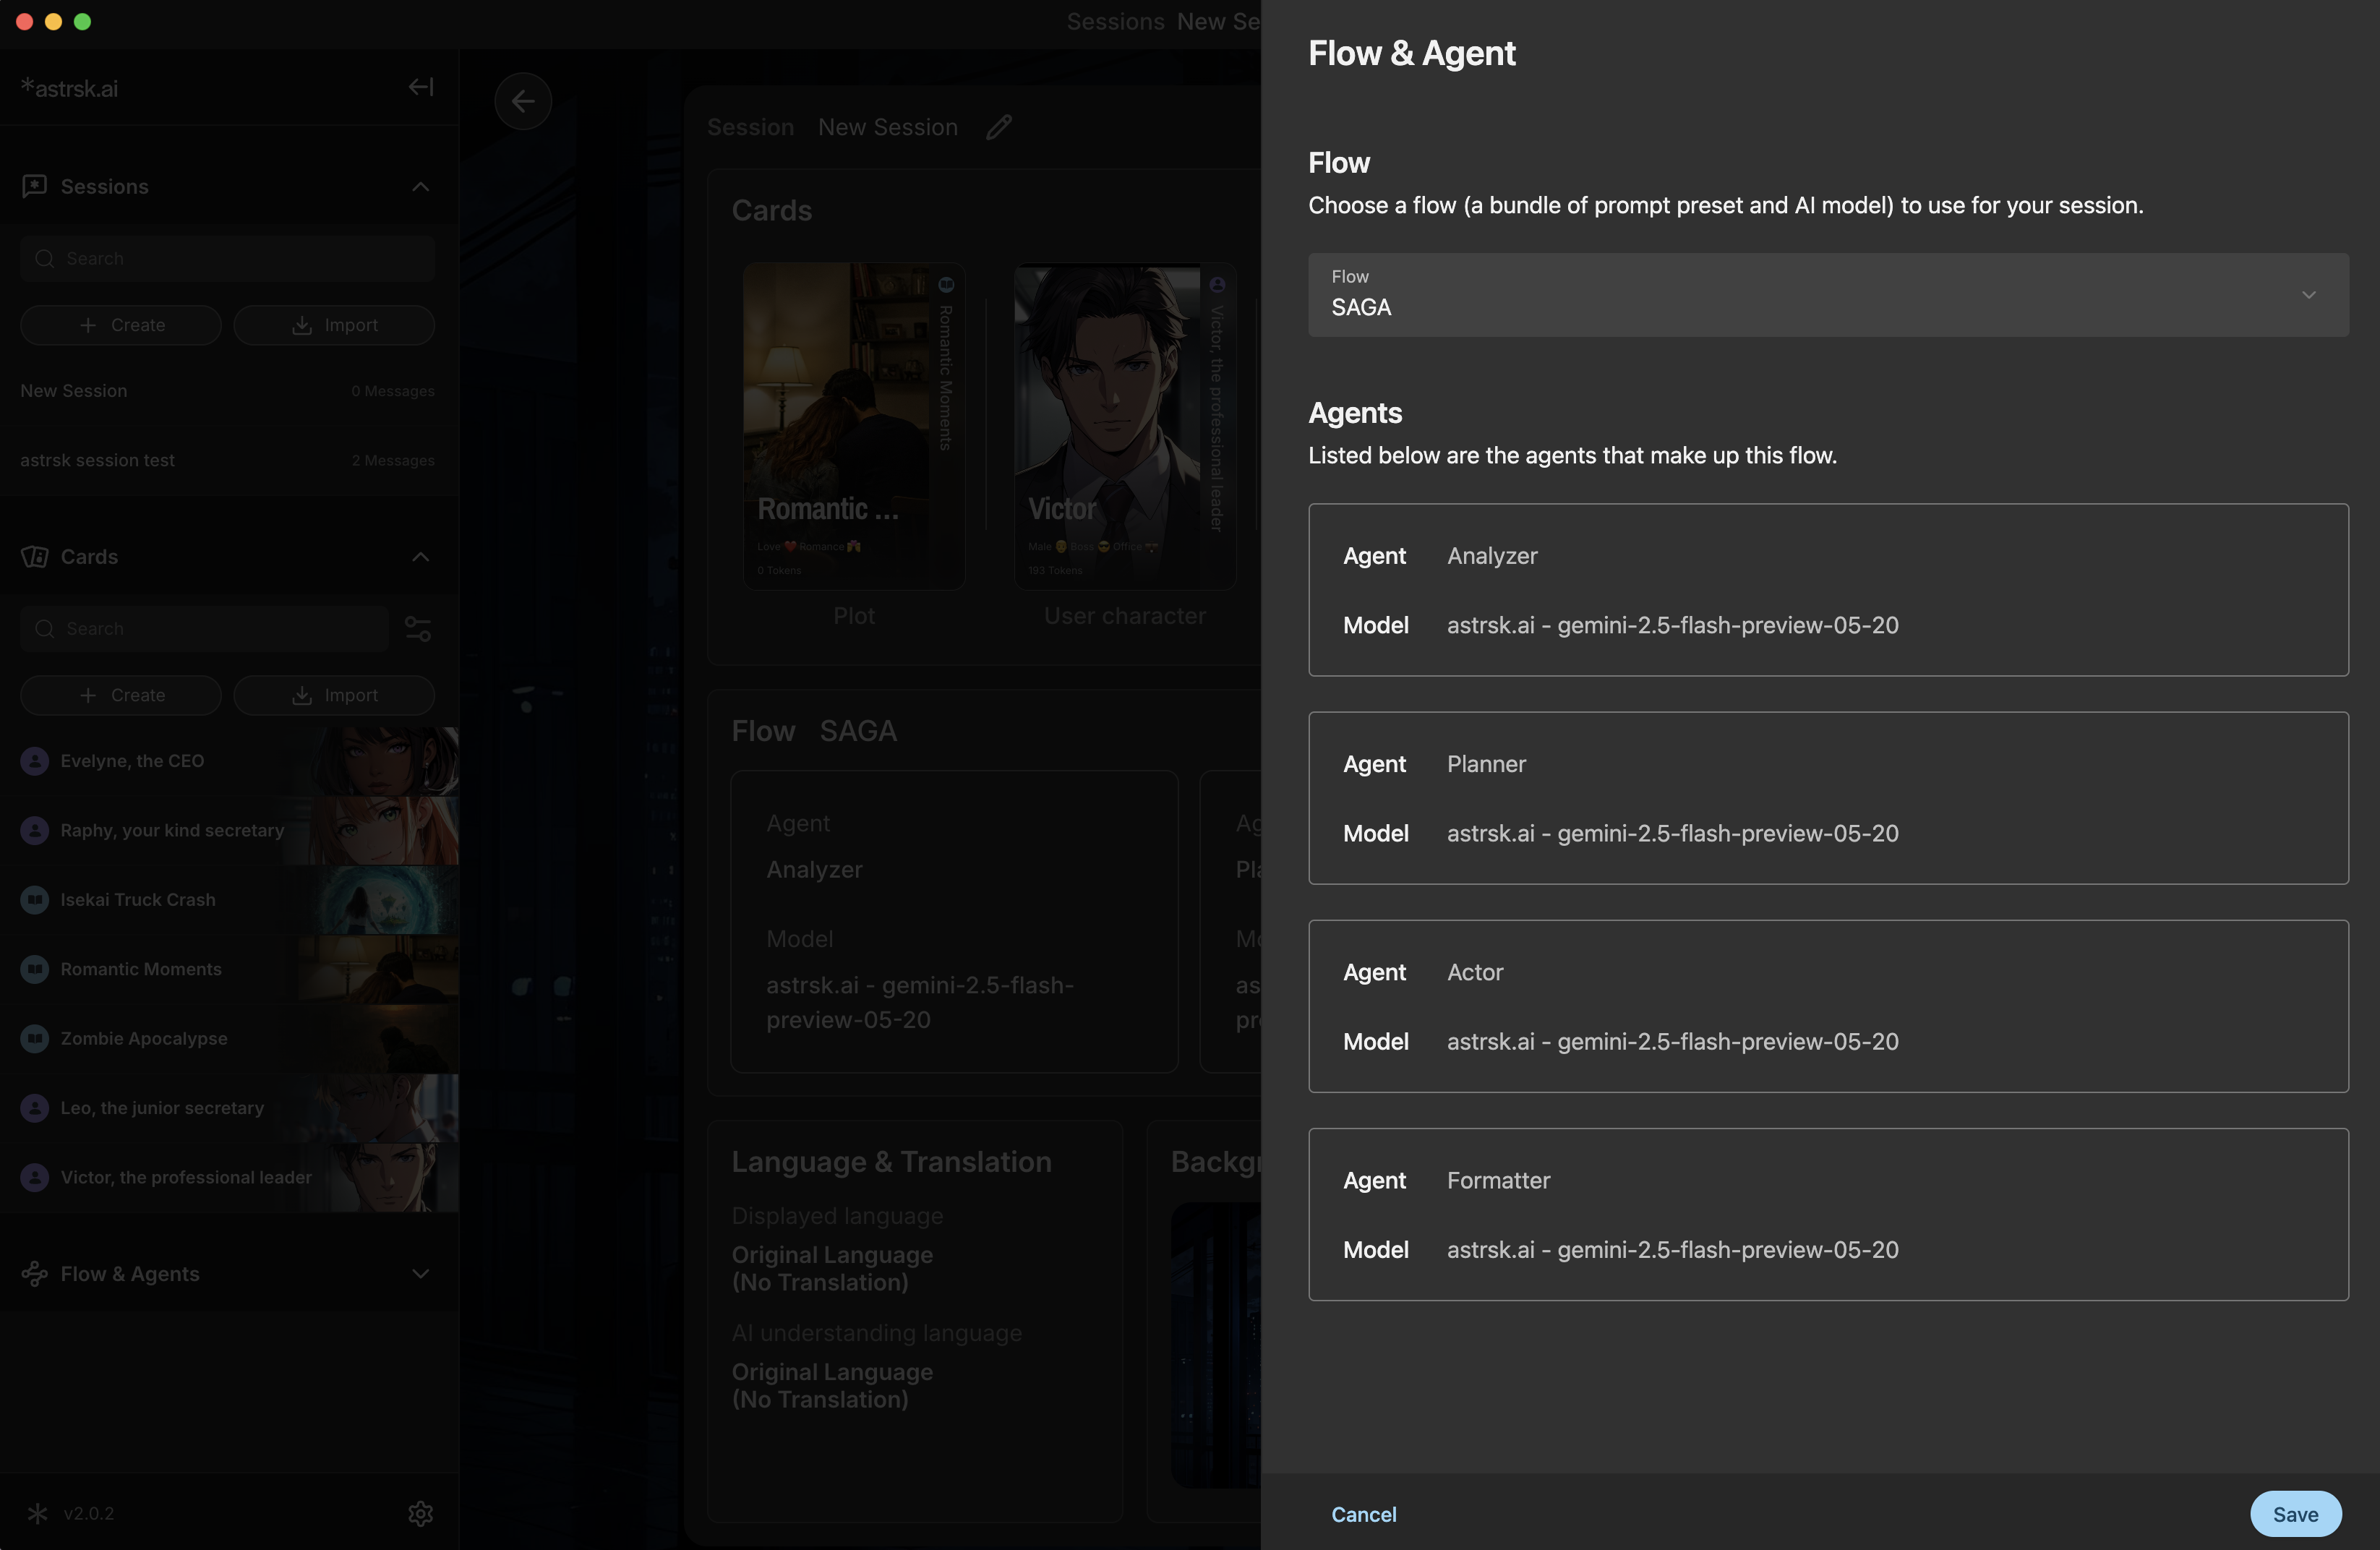 Sessions New Se
*astrsk.ai
Sessions
Search
Create
Import
New Session 0 Messages
astrsk session test 2 Messages
Cards
Search
Create
Import
Evelyne, the CEO
Raphy, your kind secretary
Isekai Truck Crash
Romantic Moments
Zombie Apocalypse
Leo, the junior secretary
Victor, the professional leader
Flow & Agents
v2.0.2
Session New Session
Cards
Romantic Moments
Romantic ...
Love ❤️ Romance 💏
0 Tokens
Plot
Victor, the professional leader
Victor
Male 👨 Boss 😎 Office
193 Tokens
User character
Flow SAGA
Agent
Analyzer
Model
astrsk.ai - gemini-2.5-flash-
preview-05-20
Ag
Pla
Mo
as
pre
Language & Translation
Displayed language
Original Language
(No Translation)
AI understanding language
Original Language
(No Translation)
Backgr
Flow & Agent
Flow
Choose a flow (a bundle of prompt preset and AI model) to use for your session.
Flow
SAGA
Agents
Listed below are the agents that make up this flow.
Agent Analyzer
Model astrsk.ai - gemini-2.5-flash-preview-05-20
Agent Planner
Model astrsk.ai - gemini-2.5-flash-preview-05-20
Agent Actor
Model astrsk.ai - gemini-2.5-flash-preview-05-20
Agent Formatter
Model astrsk.ai - gemini-2.5-flash-preview-05-20
Cancel
Save